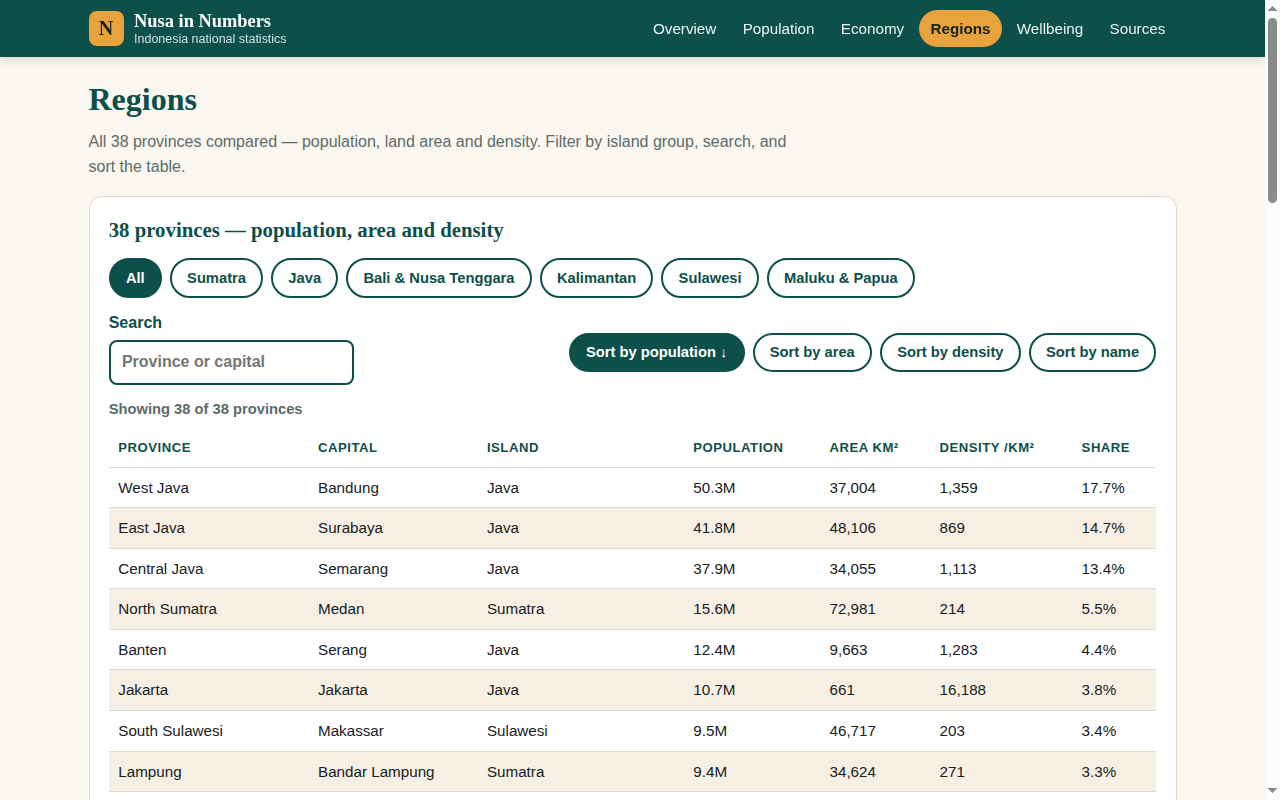 N
Nusa in Numbers
Indonesia national statistics
Overview Population Economy Regions Wellbeing Sources
Regions
All 38 provinces compared — population, land area and density. Filter by island group, search, and
sort the table.
38 provinces — population, area and density
All Sumatra Java Bali & Nusa Tenggara Kalimantan Sulawesi Maluku & Papua
Search
Province or capital
Sort by population ↓ Sort by area Sort by density Sort by name
Showing 38 of 38 provinces
PROVINCE CAPITAL ISLAND POPULATION AREA KM² DENSITY /KM² SHARE
West Java Bandung Java 50.3M 37,004 1,359 17.7%
East Java Surabaya Java 41.8M 48,106 869 14.7%
Central Java Semarang Java 37.9M 34,055 1,113 13.4%
North Sumatra Medan Sumatra 15.6M 72,981 214 5.5%
Banten Serang Java 12.4M 9,663 1,283 4.4%
Jakarta Jakarta Java 10.7M 661 16,188 3.8%
South Sulawesi Makassar Sulawesi 9.5M 46,717 203 3.4%
Lampung Bandar Lampung Sumatra 9.4M 34,624 271 3.3%